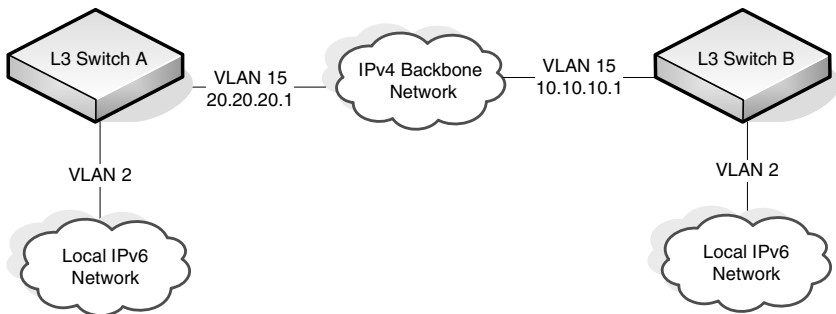 L3 Switch A
VLAN 15
20.20.20.1
IPv4 Backbone
Network
VLAN 15
10.10.10.1
L3 Switch B
VLAN 2
VLAN 2
Local IPv6
Network
Local IPv6
Network